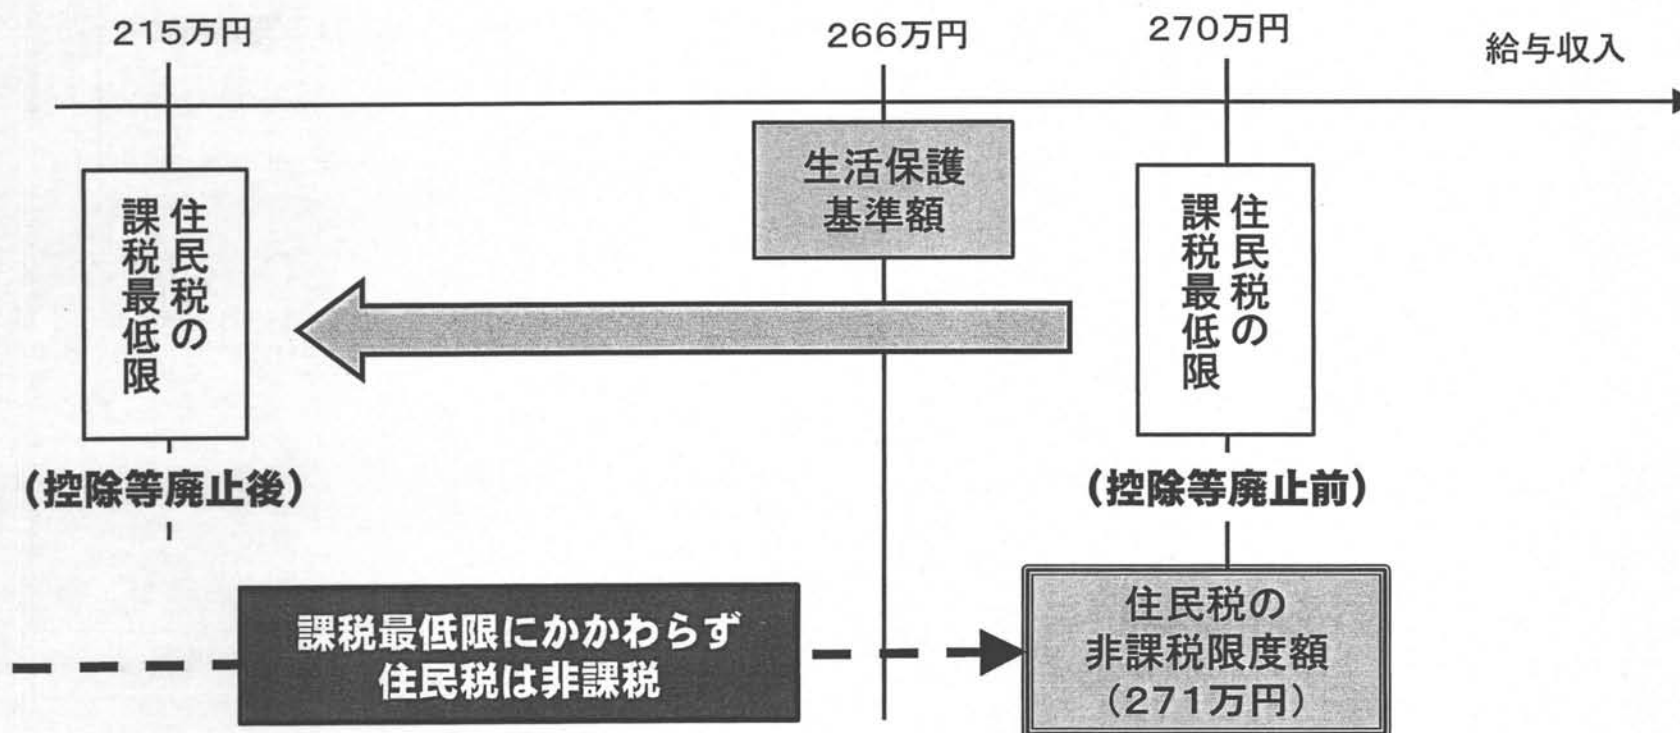 215万円
266万円
270万円
給与収入
生活保護
基準額
住民税の
課税最低限
住民税の
課税最低限
(控除等廃止後)
(控除等廃止前)
課税最低限にかかわらず
住民税は非課税
住民税の
非課税限度額
(271万円)